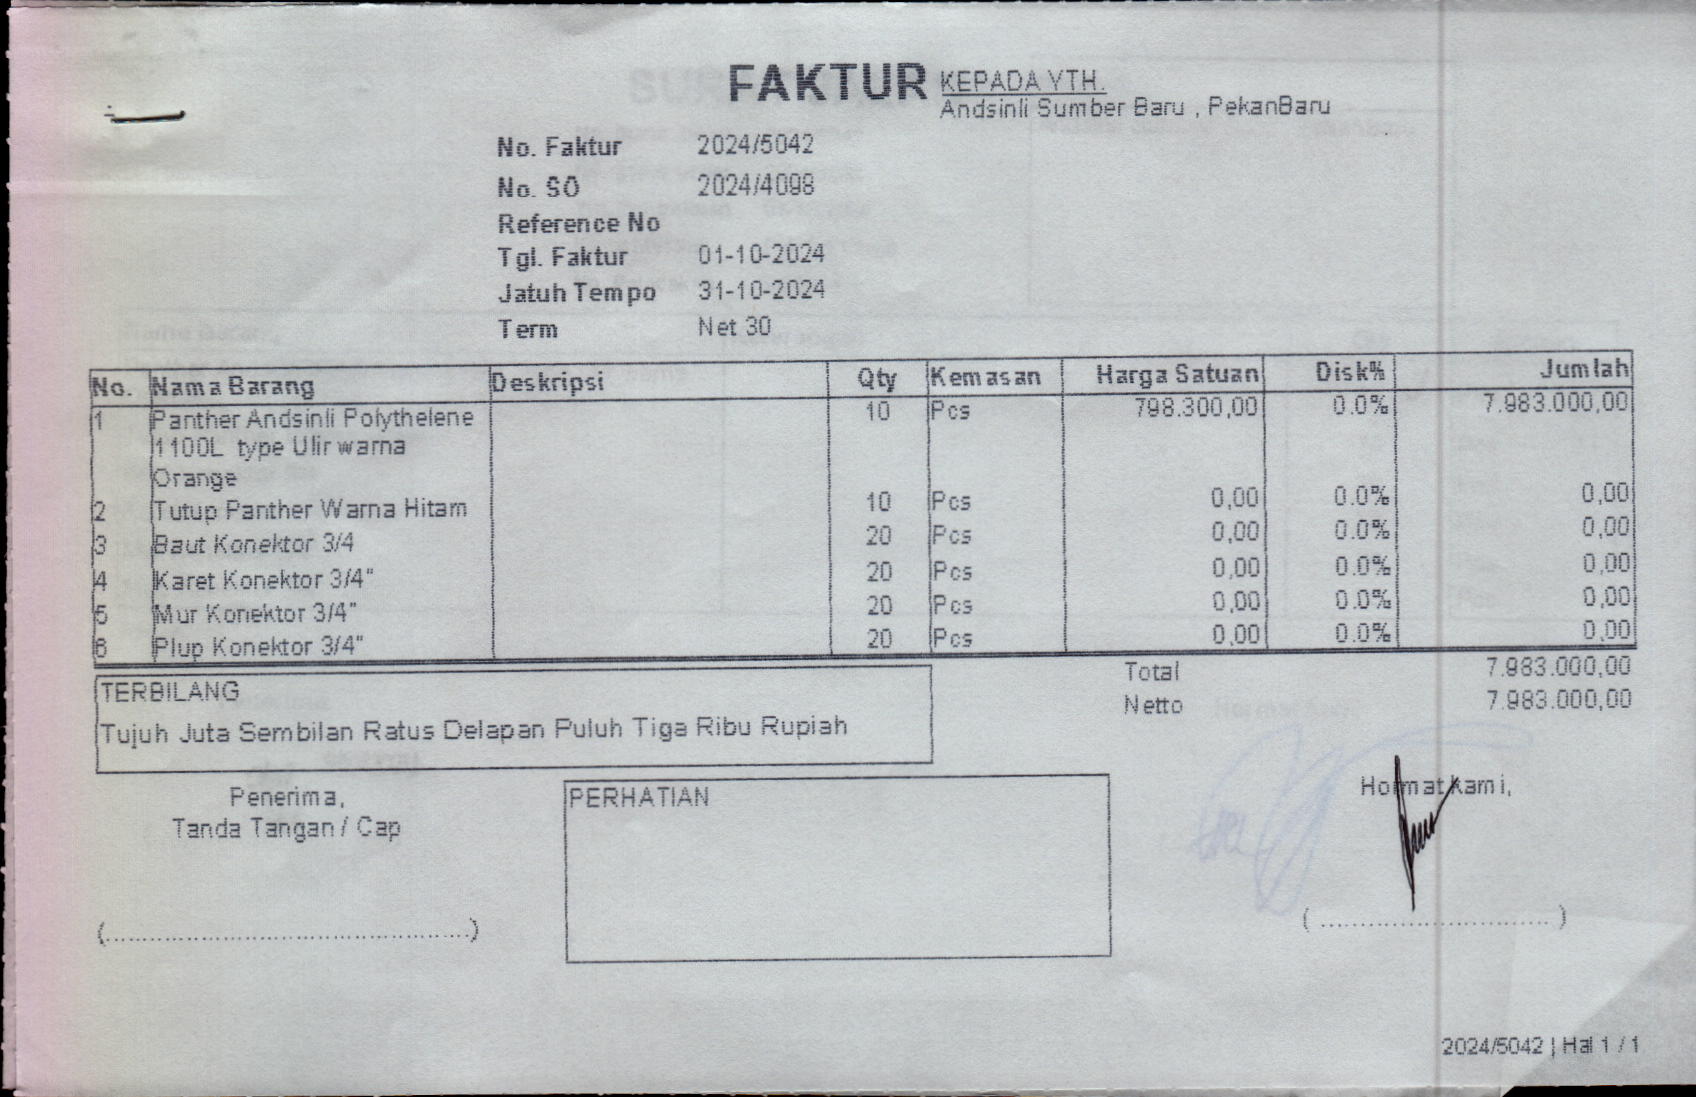 FAKTUR
KEPADA YTH.
Andsinli Sumber Baru , PekanBaru
No. Faktur 2024/5042
No. SO 2024/4098
Reference No
Tgl. Faktur 01-10-2024
Jatuh Tempo 31-10-2024
Term Net 30
No. Nama Barang Deskripsi Qty Kemasan Harga Satuan Disk% Jumlah
1 Panther Andsinli Polythelene 10 Pcs 798.300,00 0.0% 7.983.000,00
1100L type Ulir warna
Orange
2 Tutup Panther Warna Hitam 10 Pcs 0,00 0.0% 0,00
3 Baut Konektor 3/4 20 Pcs 0,00 0.0% 0,00
4 Karet Konektor 3/4" 20 Pcs 0,00 0.0% 0,00
5 Mur Konektor 3/4" 20 Pcs 0,00 0.0% 0,00
6 Plup Konektor 3/4" 20 Pcs 0,00 0.0% 0,00
Total 7.983.000,00
Netto 7.983.000,00
TERBILANG
Tujuh Juta Sembilan Ratus Delapan Puluh Tiga Ribu Rupiah
Penerima,
Tanda Tangan / Cap
PERHATIAN
Hormat Kami,
(..............................................)
( ............................. )
2024/5042 | Hal 1 / 1